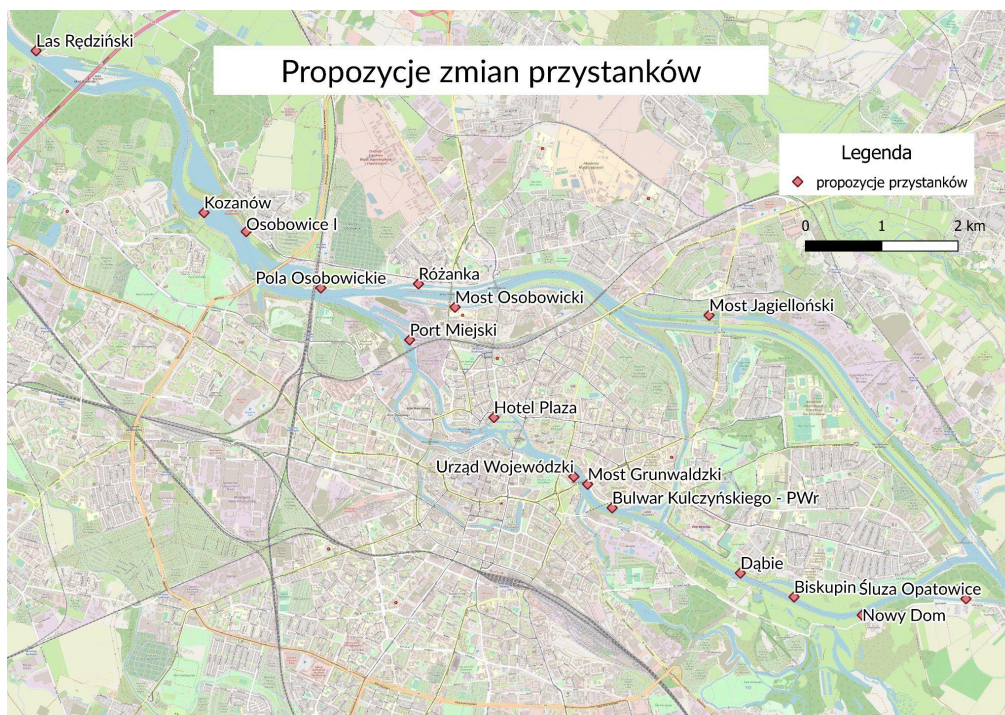 Las Rędziński
Propozycje zmian przystanków
Legenda
propozycje przystanków
0 1 2 km
Kozanów
Osobowice I
Pola Osobowickie
Różanka
Most Osobowicki
Most Jagielloński
Port Miejski
Hotel Plaza
Urząd Wojewódzki
Most Grunwaldzki
Bulwar Kulczyńskiego - PWr
Dąbie
Biskupin
Śluza Opatowice
Nowy Dom